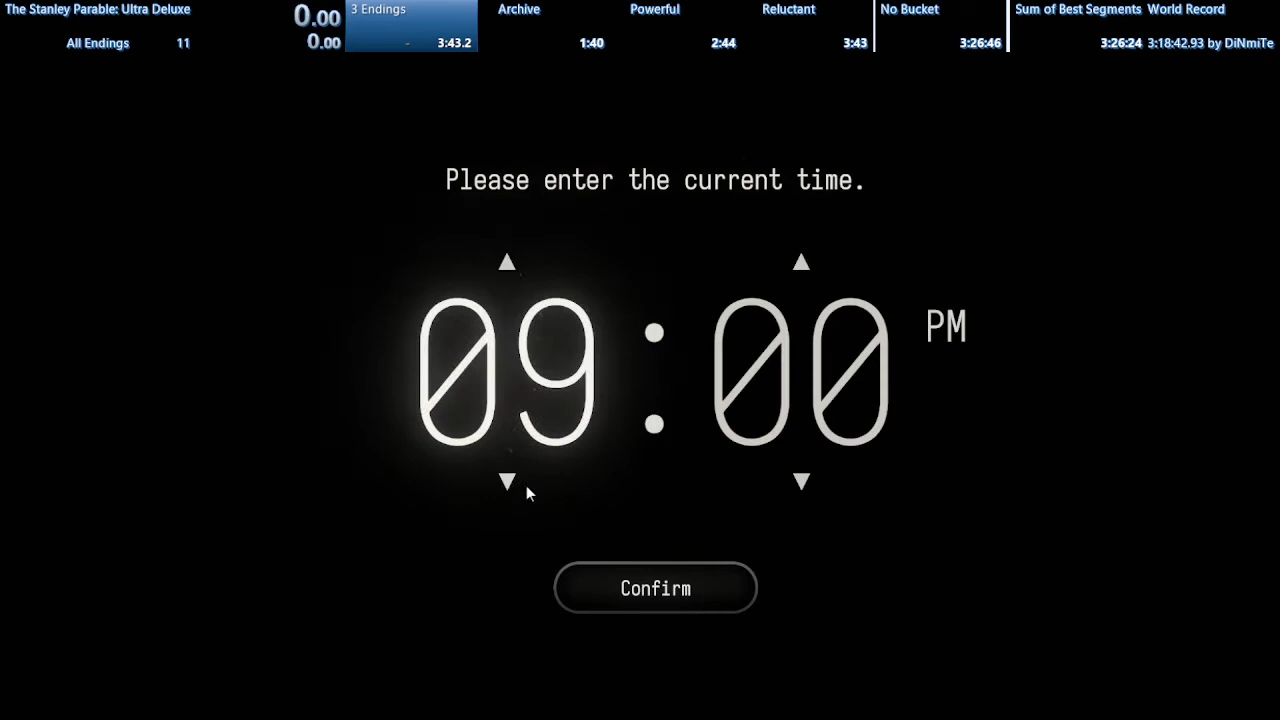 The Stanley Parable: Ultra Deluxe
All Endings 11
0.00
0.00
3 Endings
- 3:43.2
Archive
1:40
Powerful
2:44
Reluctant
3:43
No Bucket
3:26:46
Sum of Best Segments
3:26:24
World Record
3:18:42.93 by DiNmiTe
Please enter the current time.
▲ ▲
09:00 PM
▼ ▼
Confirm